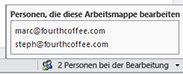 Personen, die diese Arbeitsmappe bearbeiten
marc@fourthcoffee.com
steph@fourthcoffee.com
2 Personen bei der Bearbeitung